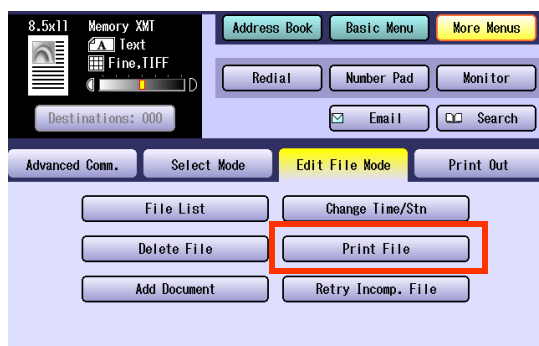 8.5x11 Memory XMT
A Text
Fine,TIFF
D
Destinations: 000
Address Book Basic Menu More Menus
Redial Number Pad Monitor
Email Search
Advanced Comm. Select Mode Edit File Mode Print Out
File List Change Time/Stn
Delete File Print File
Add Document Retry Incomp. File